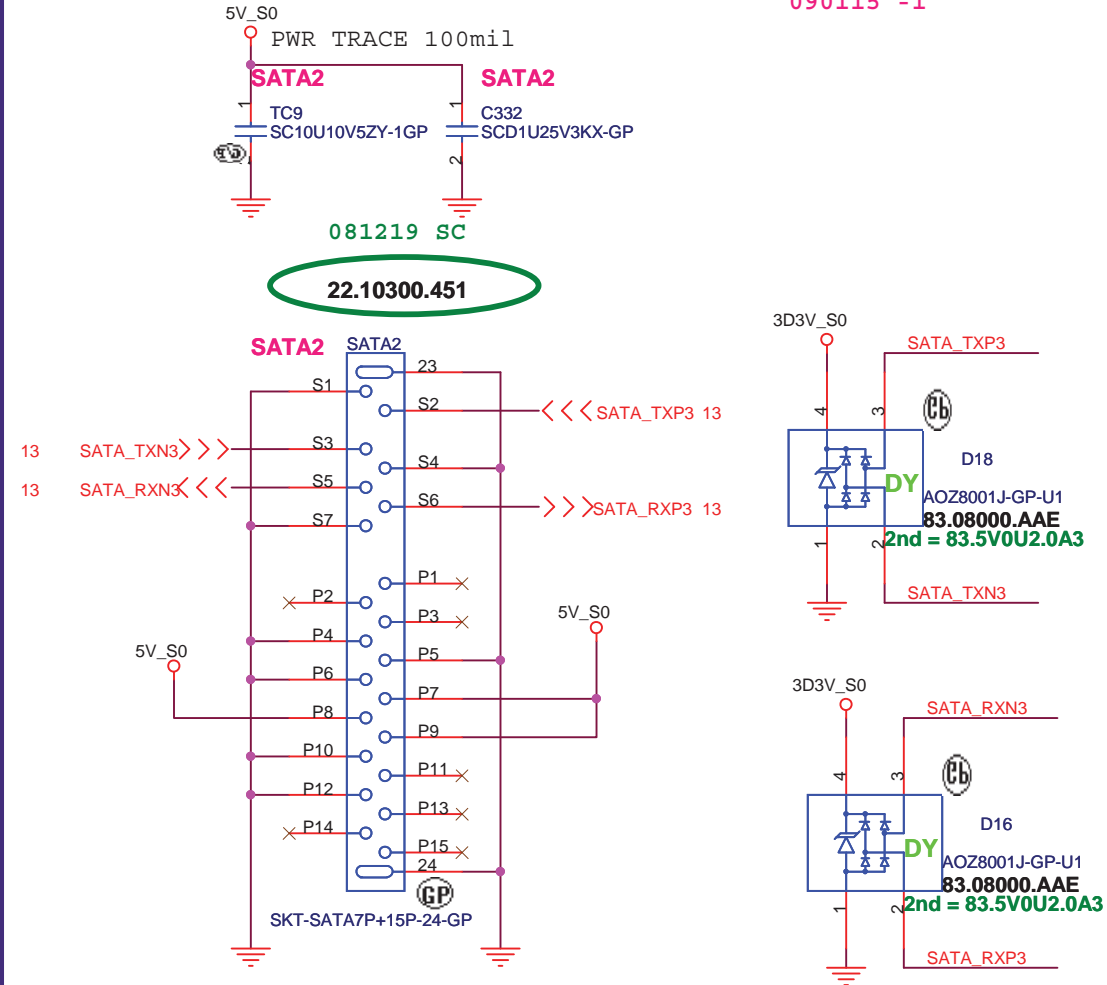 090115 -1
5V_S0
PWR TRACE 100mil
SATA2
SATA2
1
1
TC9
C332
SC10U10V5ZY-1GP
SCD1U25V3KX-GP
2
081219 SC
22.10300.451
SATA2
SATA2
23
S1
S2
SATA_TXP3 13
13 SATA_TXN3
S3
S4
13 SATA_RXN3
S5
S6
SATA_RXP3 13
S7
P1
P2
P3
5V_S0
P4
5V_S0
P5
P6
P7
P8
P9
P10
P11
P12
P13
P14
P15
24
GP
SKT-SATA7P+15P-24-GP
3D3V_S0
SATA_TXP3
4
3
D18
DY
AOZ8001J-GP-U1
83.08000.AAE
2nd = 83.5V0U2.0A3
1
2
SATA_TXN3
3D3V_S0
SATA_RXN3
4
3
D16
DY
AOZ8001J-GP-U1
83.08000.AAE
2nd = 83.5V0U2.0A3
1
2
SATA_RXP3